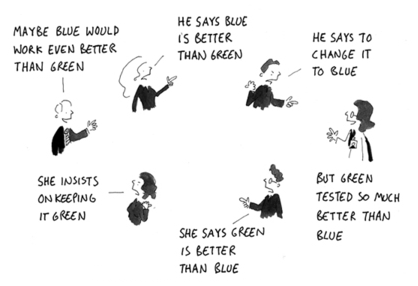 MAYBE BLUE WOULD
WORK EVEN BETTER
THAN GREEN
HE SAYS BLUE
IS BETTER
THAN GREEN
HE SAYS TO
CHANGE IT
TO BLUE
BUT GREEN
TESTED SO MUCH
BETTER THAN
BLUE
SHE SAYS GREEN
IS BETTER
THAN BLUE
SHE INSISTS
ON KEEPING
IT GREEN